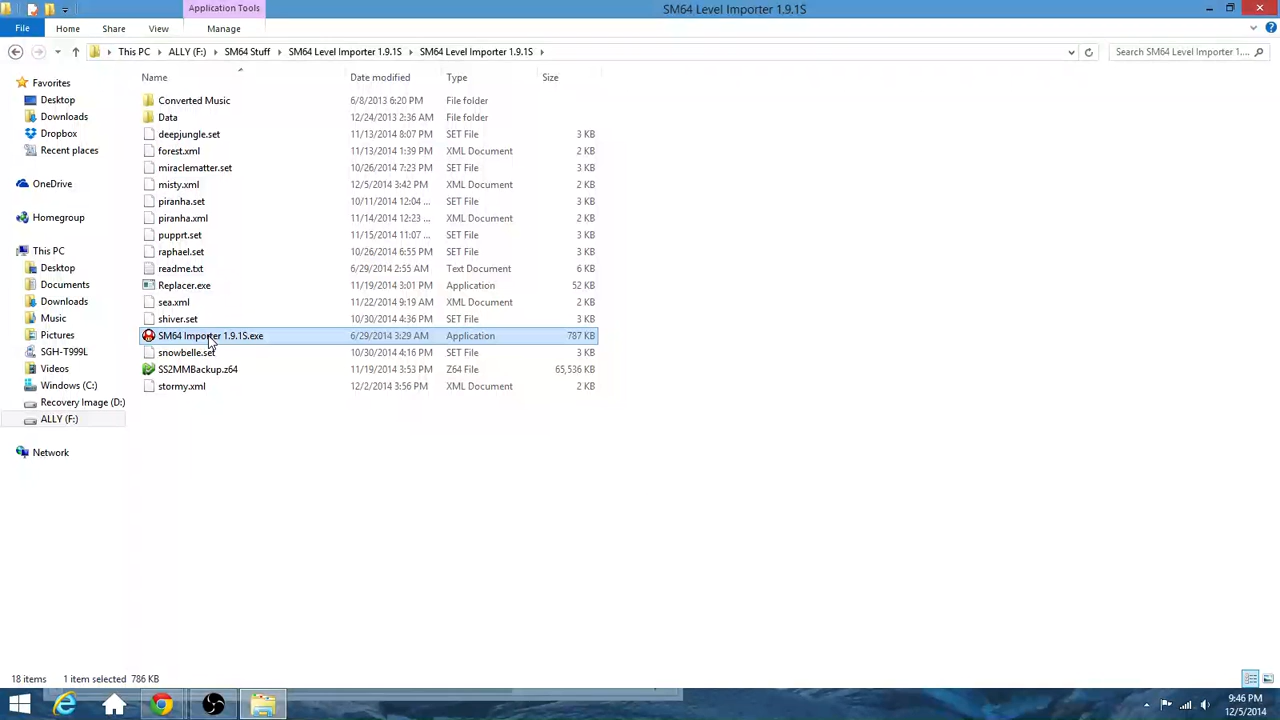 Application Tools
SM64 Level Importer 1.9.1S
File Home Share View Manage
This PC ALLY (F:) SM64 Stuff SM64 Level Importer 1.9.1S SM64 Level Importer 1.9.1S
Search SM64 Level Importer 1....
Name Date modified Type Size
Favorites
Desktop
Downloads
Dropbox
Recent places
OneDrive
Homegroup
This PC
Desktop
Documents
Downloads
Music
Pictures
SGH-T999L
Videos
Windows (C:)
Recovery Image (D:)
ALLY (F:)
Network
Converted Music 6/8/2013 6:20 PM File folder
Data 12/24/2013 2:36 AM File folder
deepjungle.set 11/13/2014 8:07 PM SET File 3 KB
forest.xml 11/13/2014 1:39 PM XML Document 2 KB
miraclematter.set 10/26/2014 7:23 PM SET File 3 KB
misty.xml 12/5/2014 3:42 PM XML Document 2 KB
piranha.set 10/11/2014 12:04 ... SET File 3 KB
piranha.xml 11/14/2014 12:23 ... XML Document 2 KB
pupprt.set 11/15/2014 11:07 ... SET File 3 KB
raphael.set 10/26/2014 6:55 PM SET File 3 KB
readme.txt 6/29/2014 2:55 AM Text Document 6 KB
Replacer.exe 11/19/2014 3:01 PM Application 52 KB
sea.xml 11/22/2014 9:19 AM XML Document 2 KB
shiver.set 10/30/2014 4:36 PM SET File 3 KB
SM64 Importer 1.9.1S.exe 6/29/2014 3:29 AM Application 787 KB
snowbelle.set 10/30/2014 4:16 PM SET File 3 KB
SS2MMBackup.z64 11/19/2014 3:53 PM Z64 File 65,536 KB
stormy.xml 12/2/2014 3:56 PM XML Document 2 KB
18 items 1 item selected 786 KB
9:46 PM
12/5/2014